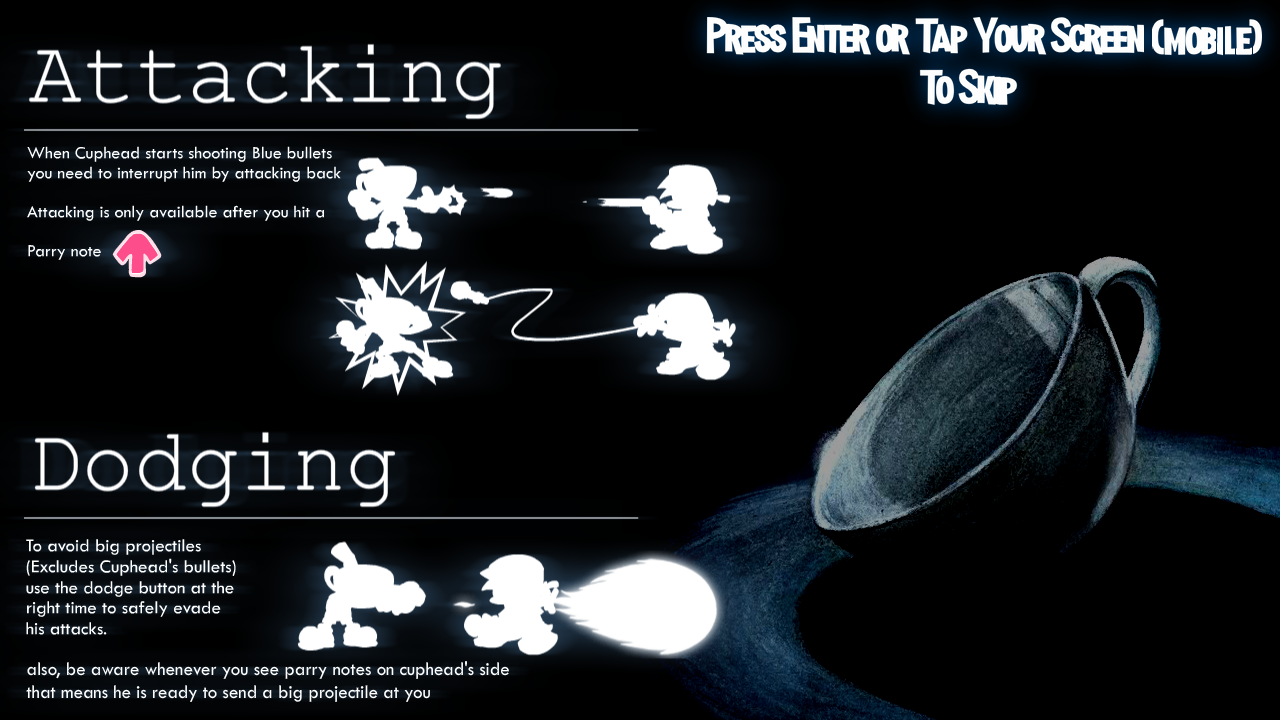 Attacking
When Cuphead starts shooting Blue bullets
you need to interrupt him by attacking back
Attacking is only available after you hit a
Parry note
Press Enter or Tap Your Screen (mobile)
To Skip
Dodging
To avoid big projectiles
(Excludes Cuphead's bullets)
use the dodge button at the
right time to safely evade
his attacks.
also, be aware whenever you see parry notes on cuphead's side
that means he is ready to send a big projectile at you